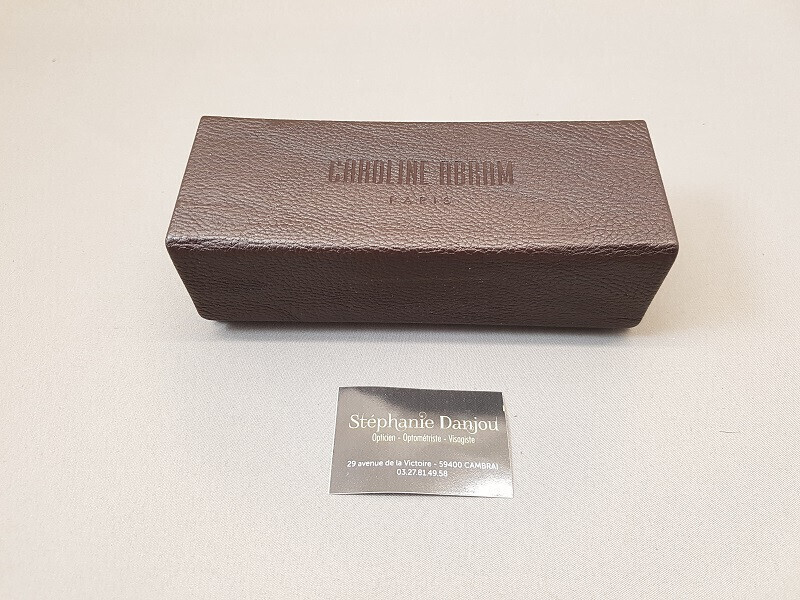 CAROLINE ABRAM
PARIS
Stéphanie Danjou
Opticien - Optométriste - Visagiste
29 avenue de la Victoire - 59400 CAMBRAI
03.27.81.49.58